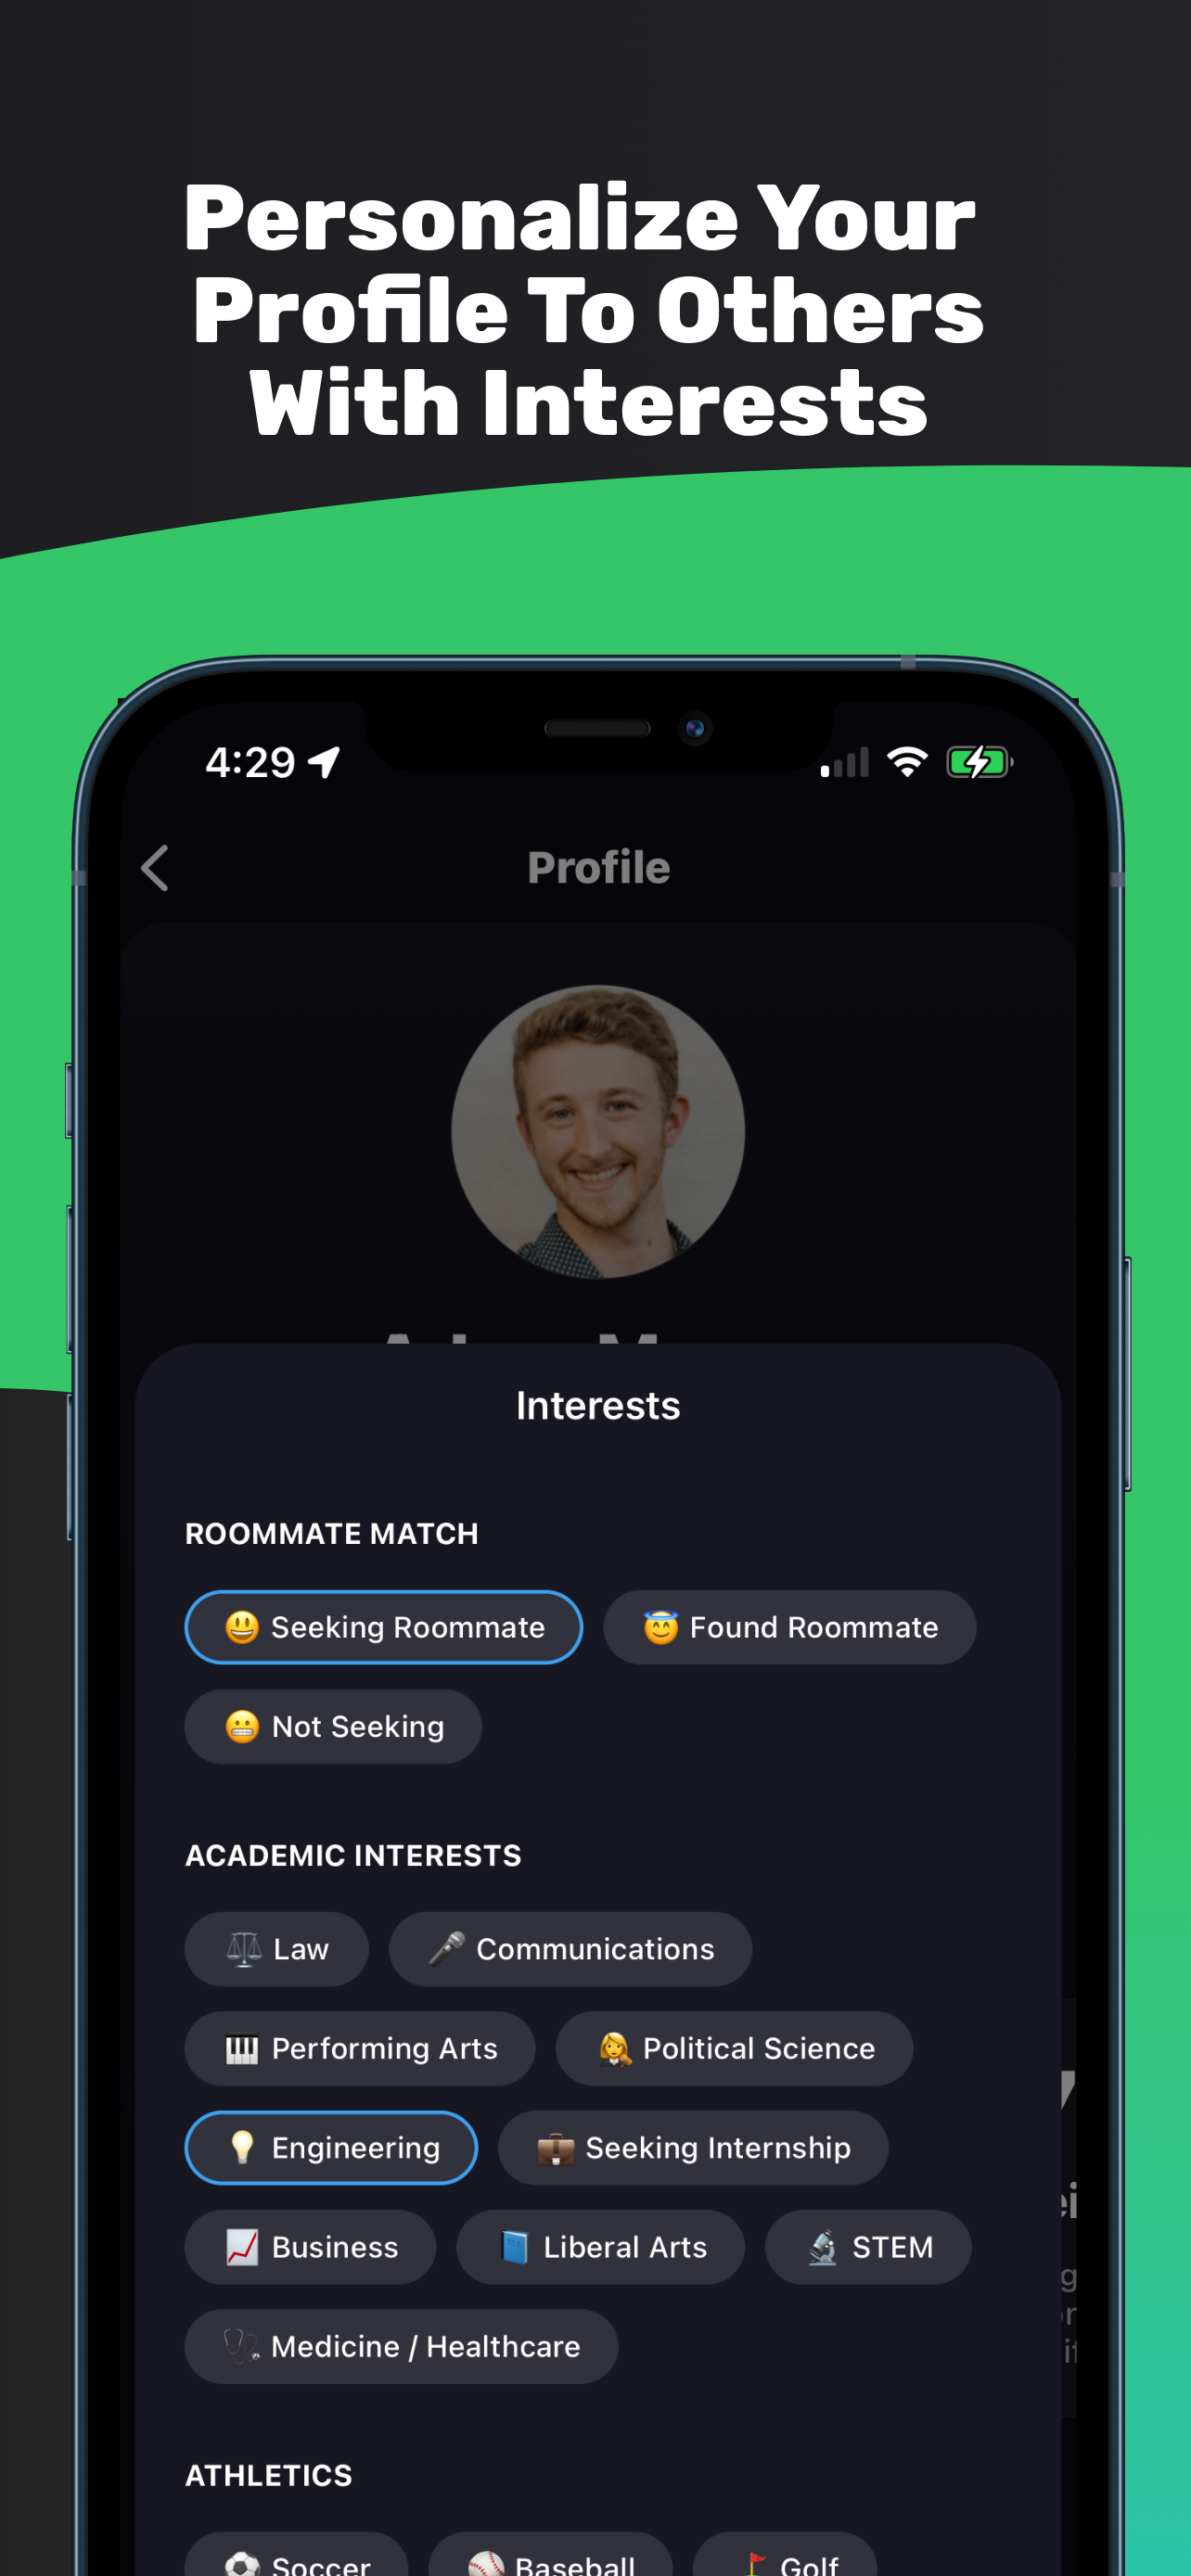 Personalize Your
Profile To Others
With Interests
4:29
Profile
Interests
ROOMMATE MATCH
😃 Seeking Roommate
😇 Found Roommate
😬 Not Seeking
ACADEMIC INTERESTS
⚖️ Law
🎤 Communications
🎹 Performing Arts
👩‍💼 Political Science
💡 Engineering
💼 Seeking Internship
📈 Business
📘 Liberal Arts
🔬 STEM
🩺 Medicine / Healthcare
ATHLETICS
⚽ Soccer
⚾ Baseball
⛳ Golf